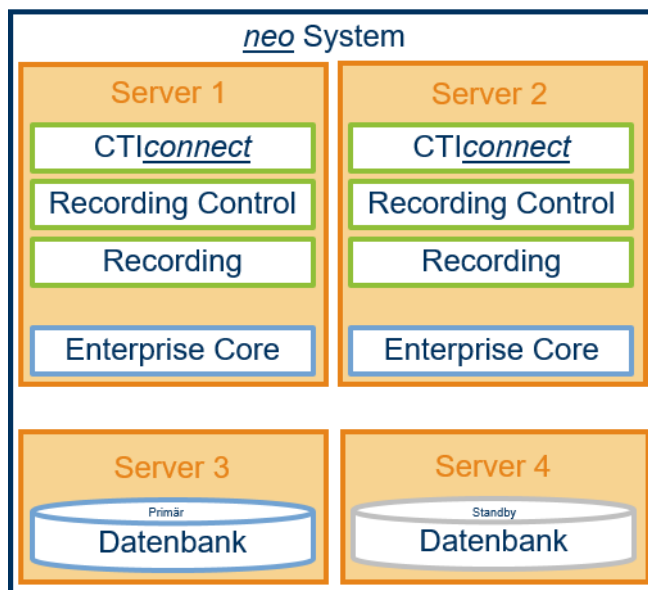 neo System
Server 1
CTIconnect
Recording Control
Recording
Enterprise Core
Server 2
CTIconnect
Recording Control
Recording
Enterprise Core
Server 3
Primär
Datenbank
Server 4
Standby
Datenbank